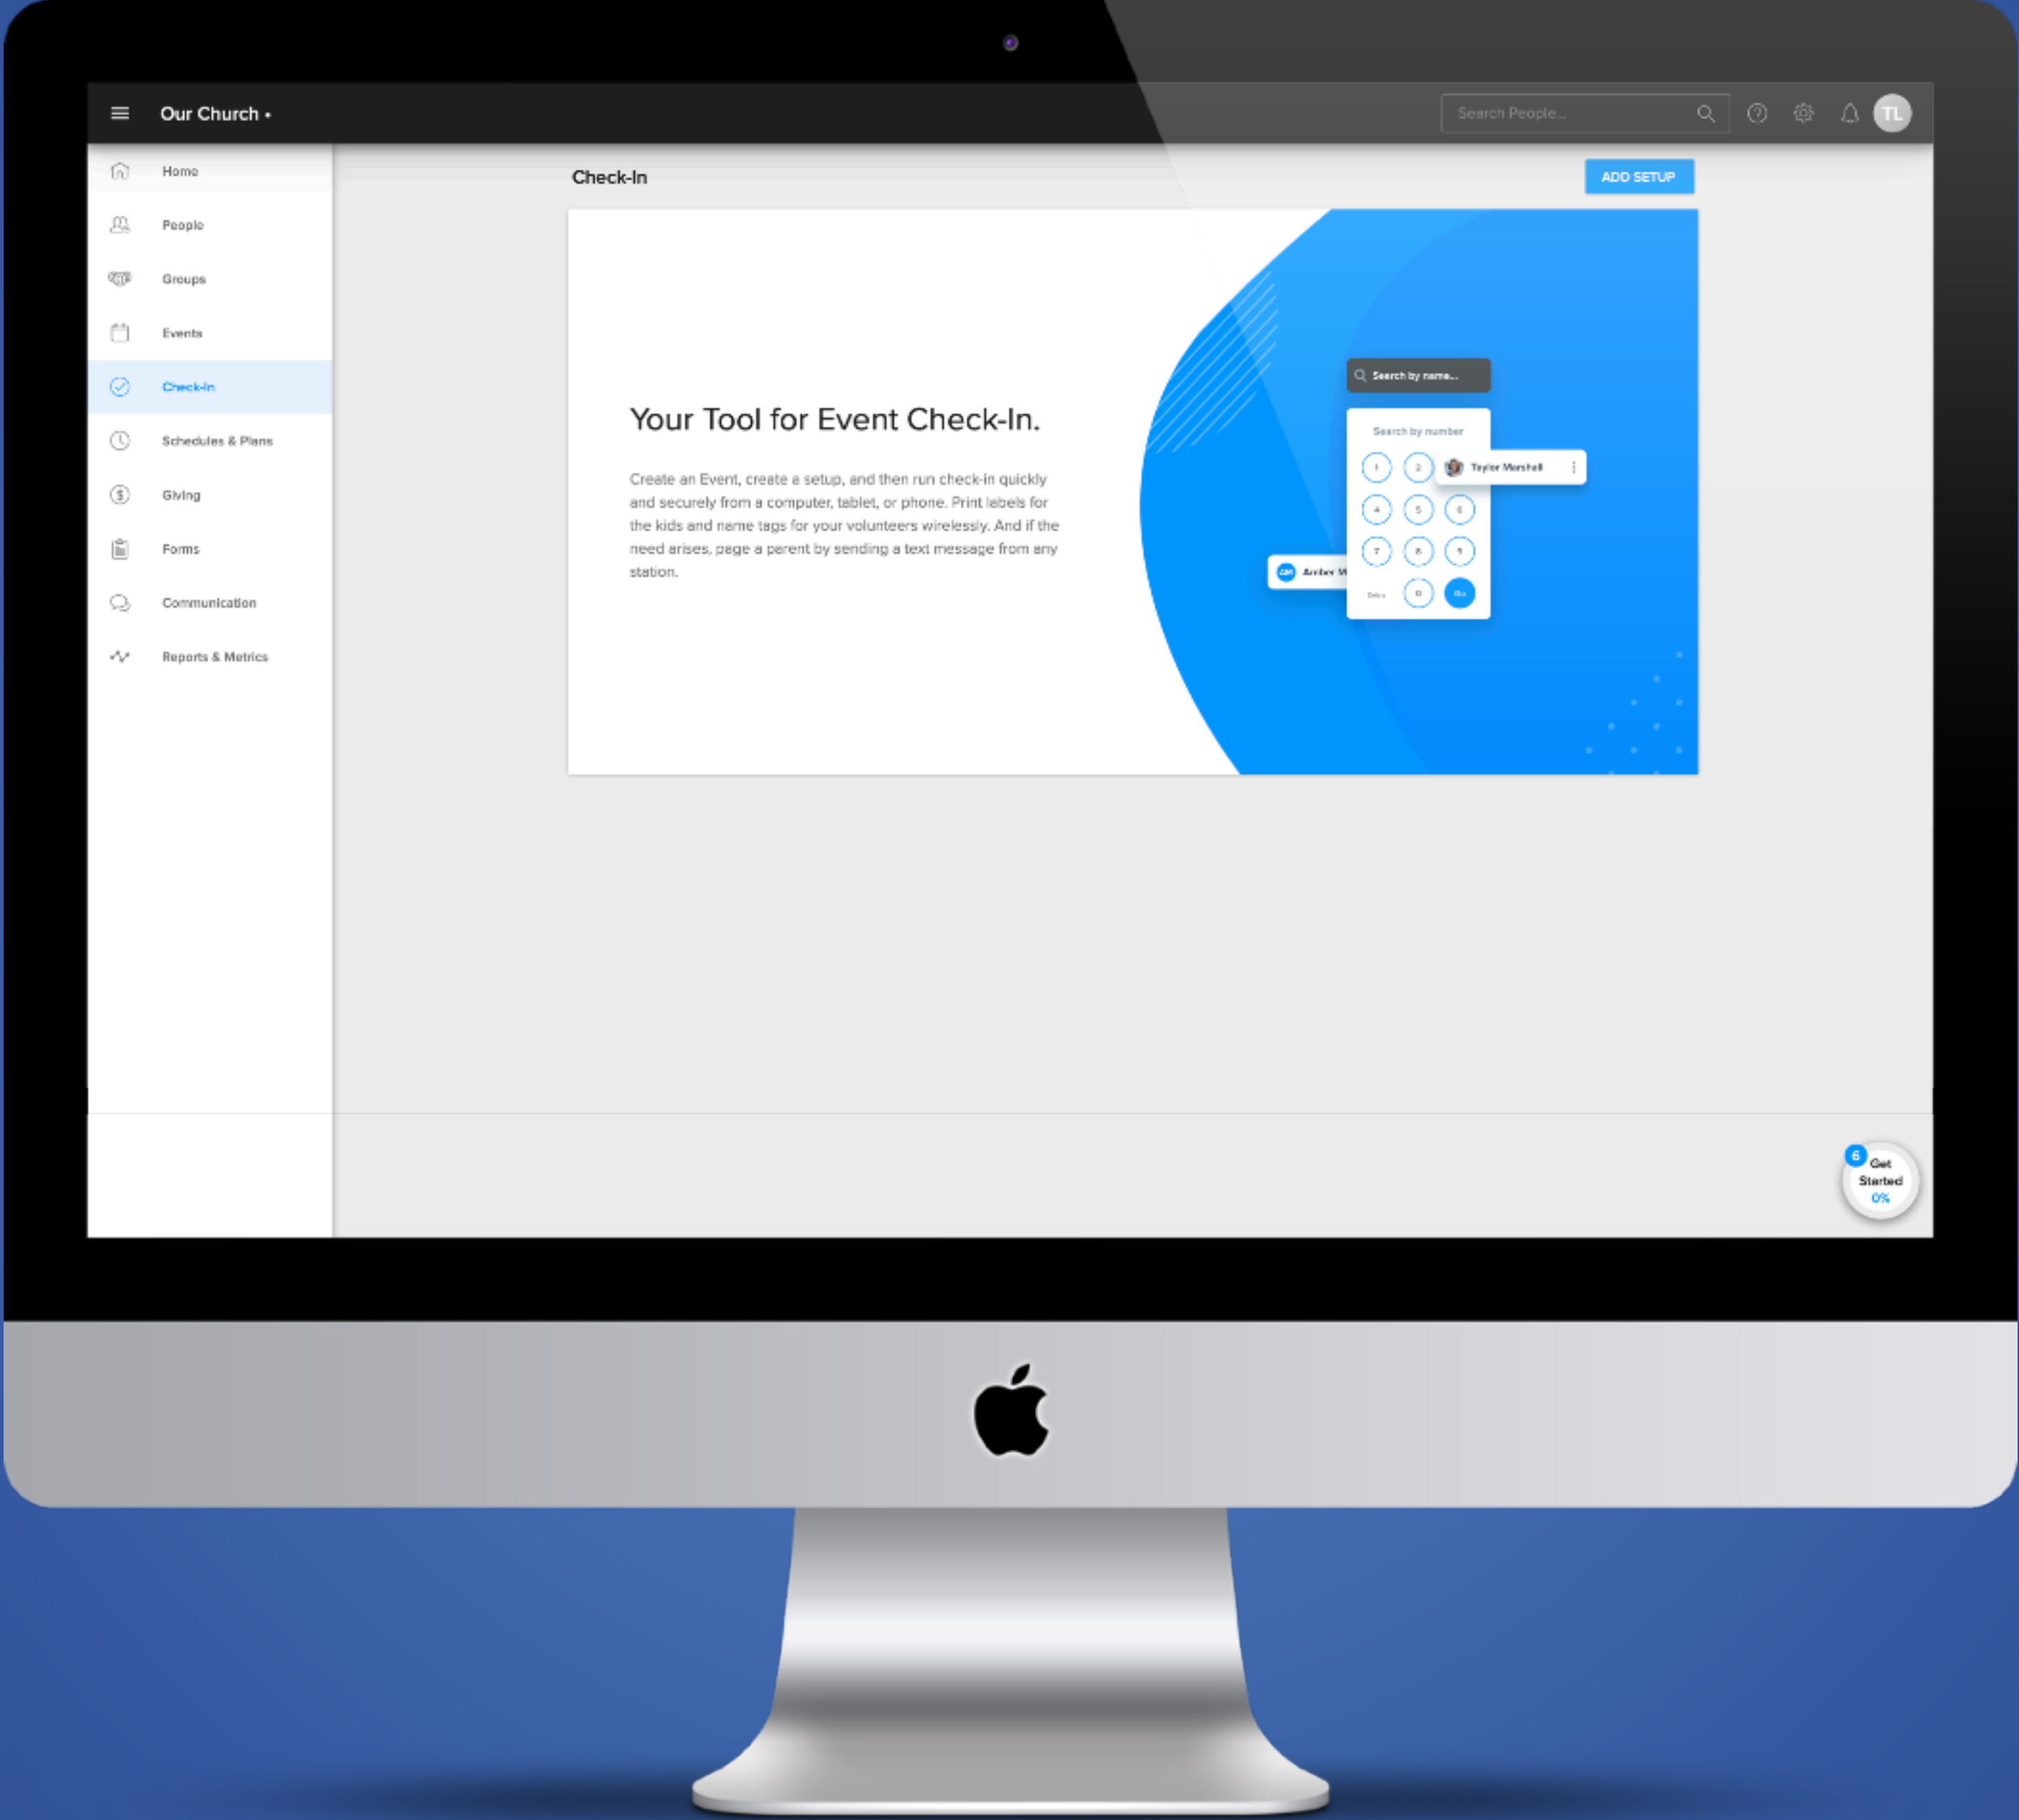 Our Church •
Search People...
TL
Home
People
Groups
Events
Check-In
Schedules & Plans
Giving
Forms
Communication
Reports & Metrics
Check-In
ADD SETUP
Your Tool for Event Check-In.
Create an Event, create a setup, and then run check-in quickly
and securely from a computer, tablet, or phone. Print labels for
the kids and name tags for your volunteers wirelessly. And if the
need arises, page a parent by sending a text message from any
station.
Search by name...
Search by number
1 2
Taylor Marshall
4 5 6
7 8 9
Amber M
0 Go
6
Get
Started
0%